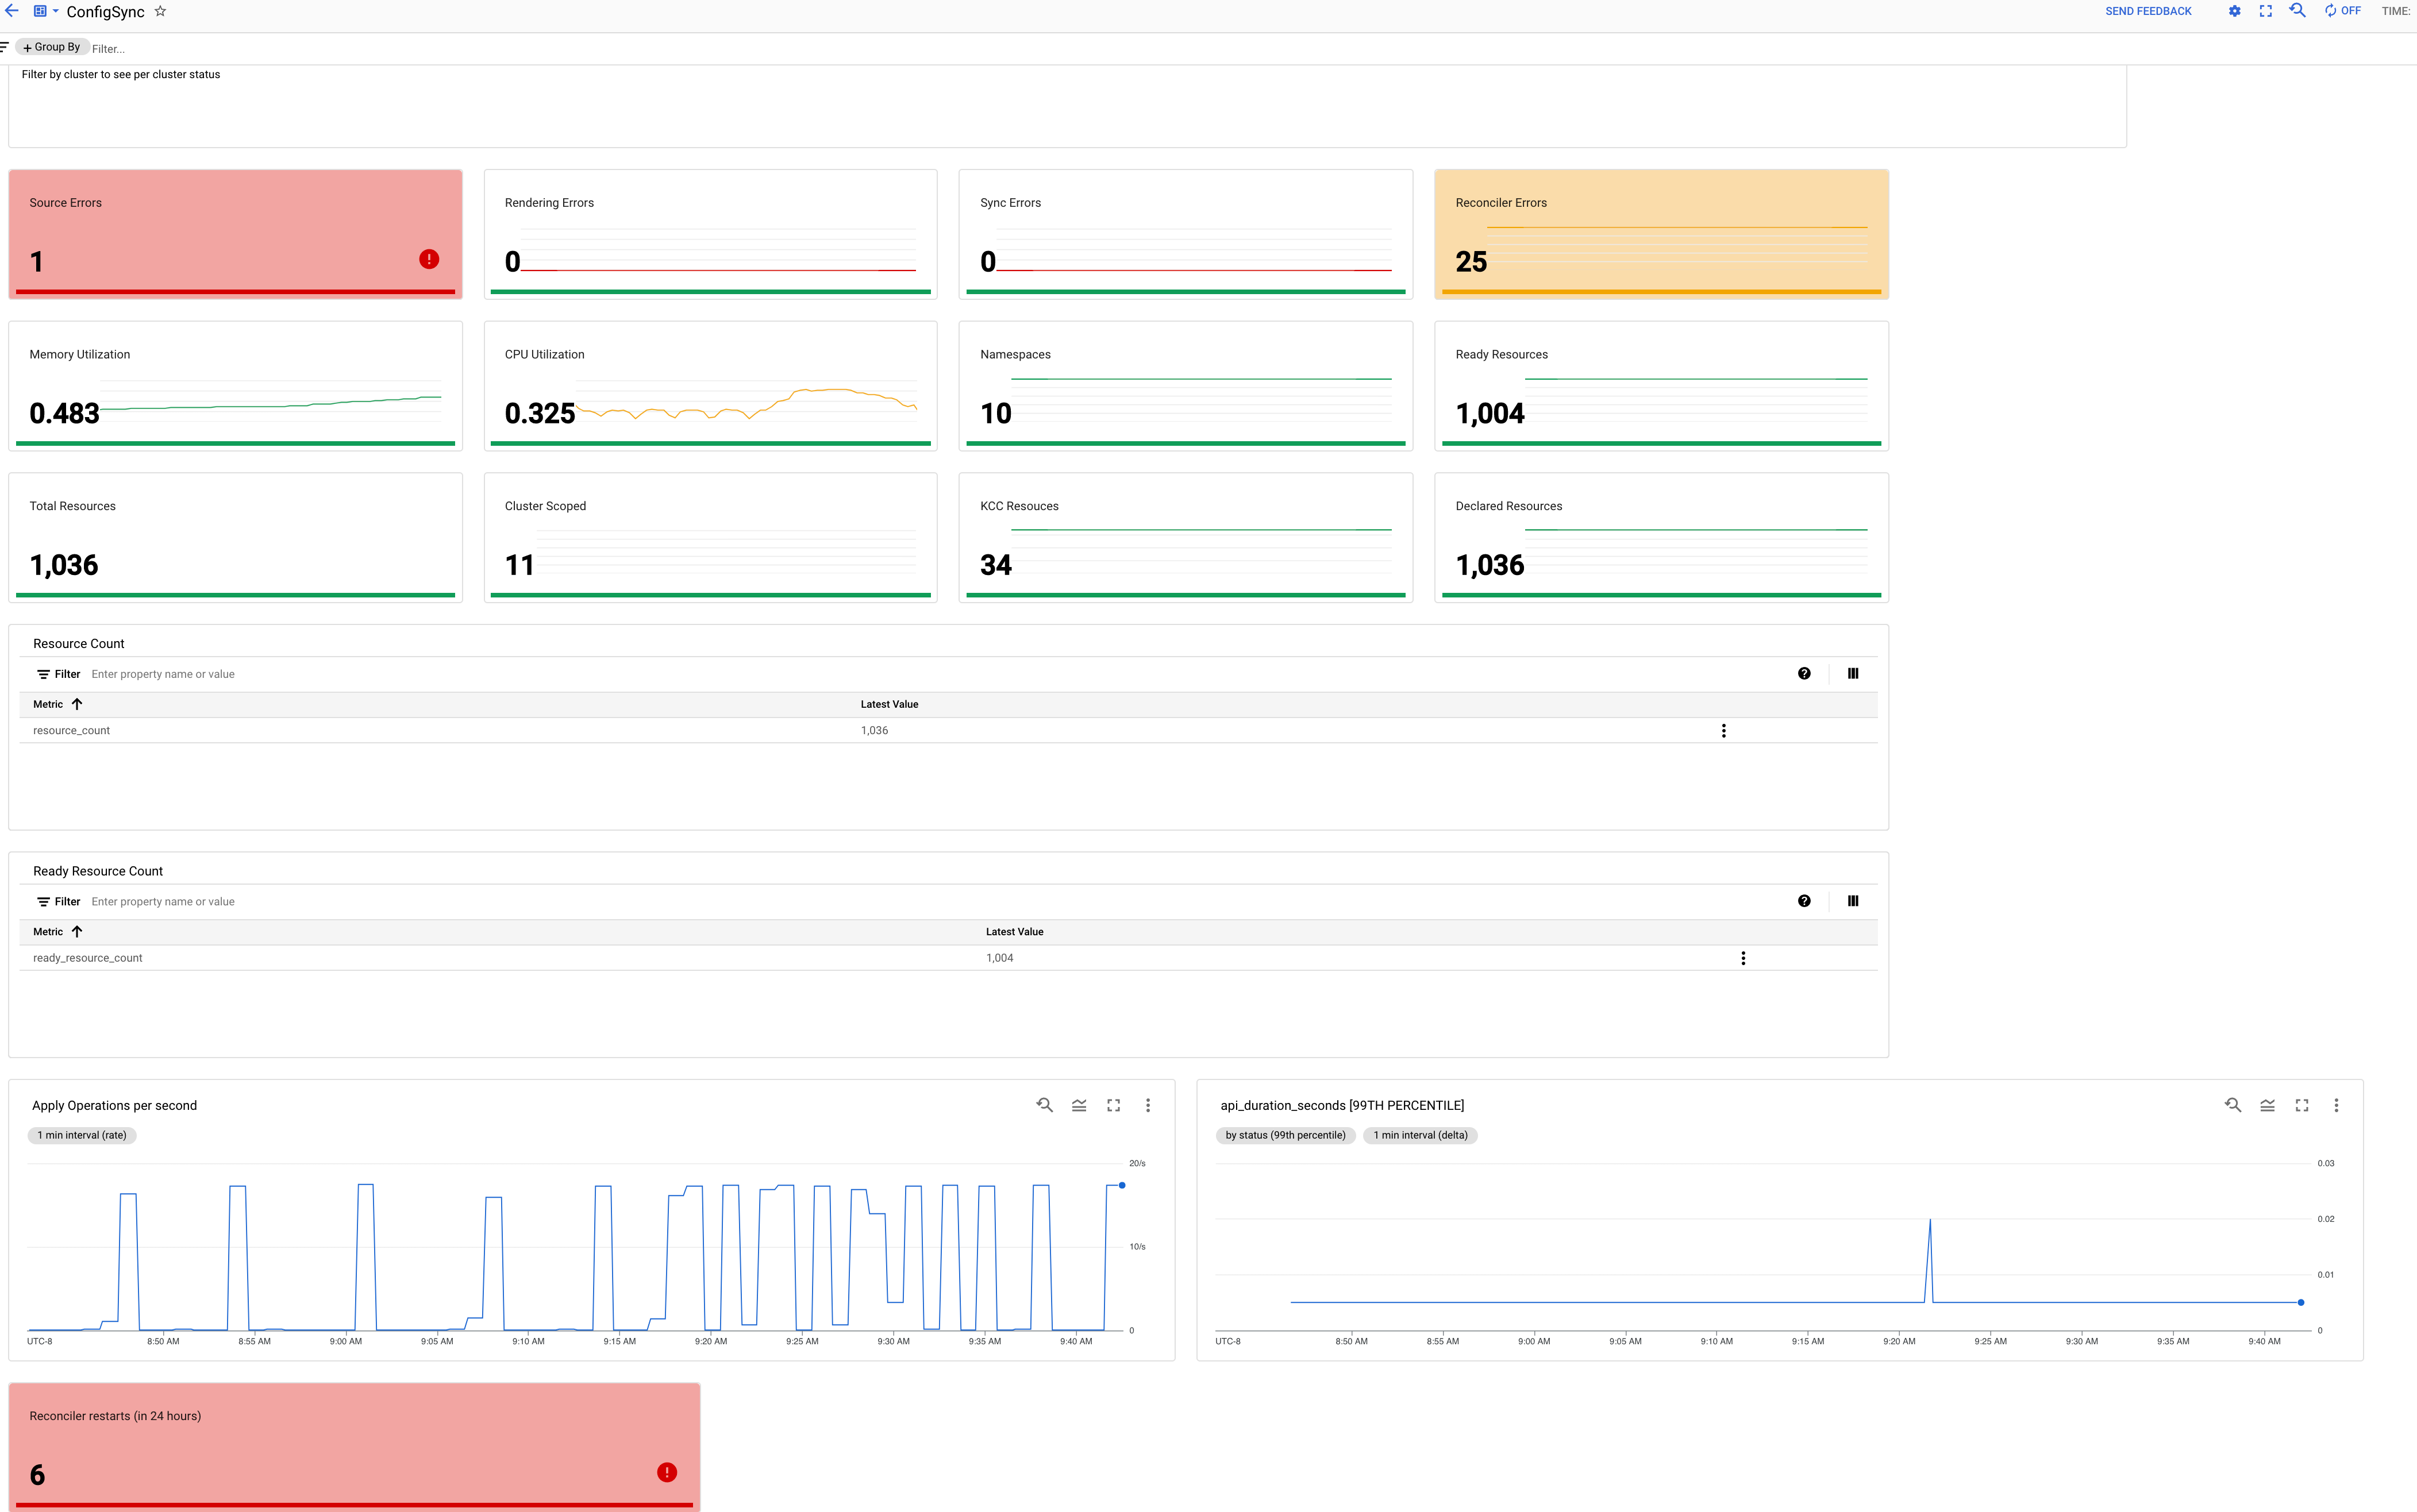 ConfigSync
SEND FEEDBACK
OFF
TIME:
+ Group By
Filter...
Filter by cluster to see per cluster status
Source Errors
1
Rendering Errors
0
Sync Errors
0
Reconciler Errors
25
Memory Utilization
0.483
CPU Utilization
0.325
Namespaces
10
Ready Resources
1,004
Total Resources
1,036
Cluster Scoped
11
KCC Resouces
34
Declared Resources
1,036
Resource Count
Filter Enter property name or value
Metric Latest Value
resource_count 1,036
Ready Resource Count
Filter Enter property name or value
Metric Latest Value
ready_resource_count 1,004
Apply Operations per second
1 min interval (rate)
20/s
10/s
0
UTC-8 8:50 AM 8:55 AM 9:00 AM 9:05 AM 9:10 AM 9:15 AM 9:20 AM 9:25 AM 9:30 AM 9:35 AM 9:40 AM
api_duration_seconds [99TH PERCENTILE]
by status (99th percentile) 1 min interval (delta)
0.03
0.02
0.01
0
UTC-8 8:50 AM 8:55 AM 9:00 AM 9:05 AM 9:10 AM 9:15 AM 9:20 AM 9:25 AM 9:30 AM 9:35 AM 9:40 AM
Reconciler restarts (in 24 hours)
6